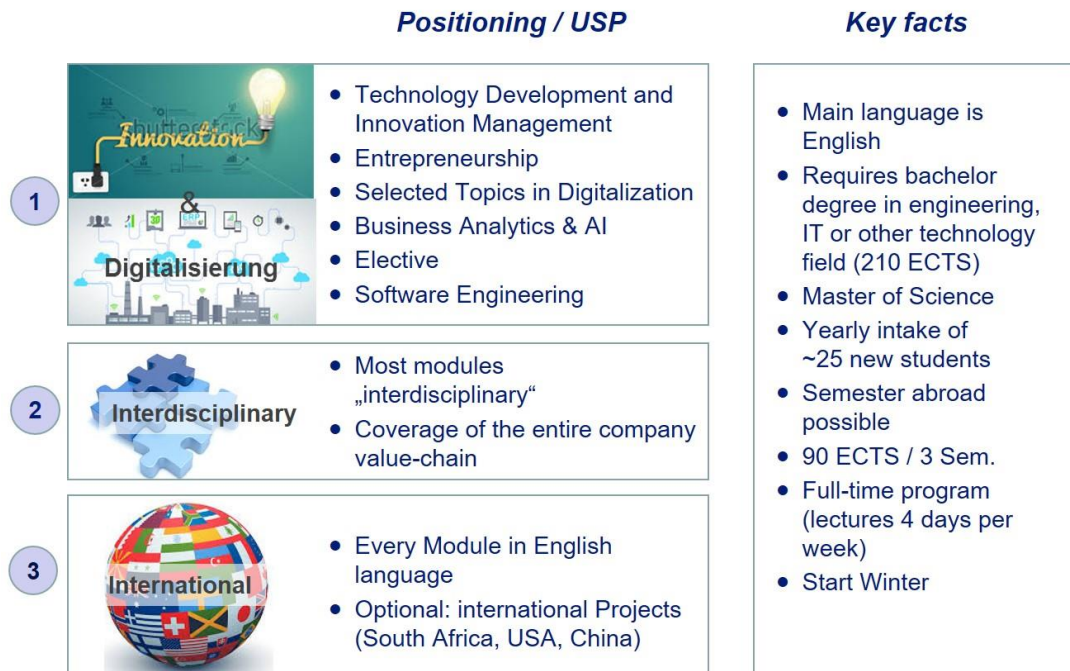 Positioning / USP
Key facts
1
Innovation
&
ERP
Digitalisierung
• Technology Development and
Innovation Management
• Entrepreneurship
• Selected Topics in Digitalization
• Business Analytics & AI
• Elective
• Software Engineering
2
Interdisciplinary
• Most modules
„interdisciplinary“
• Coverage of the entire company
value-chain
3
International
• Every Module in English
language
• Optional: international Projects
(South Africa, USA, China)
• Main language is
English
• Requires bachelor
degree in engineering,
IT or other technology
field (210 ECTS)
• Master of Science
• Yearly intake of
~25 new students
• Semester abroad
possible
• 90 ECTS / 3 Sem.
• Full-time program
(lectures 4 days per
week)
• Start Winter